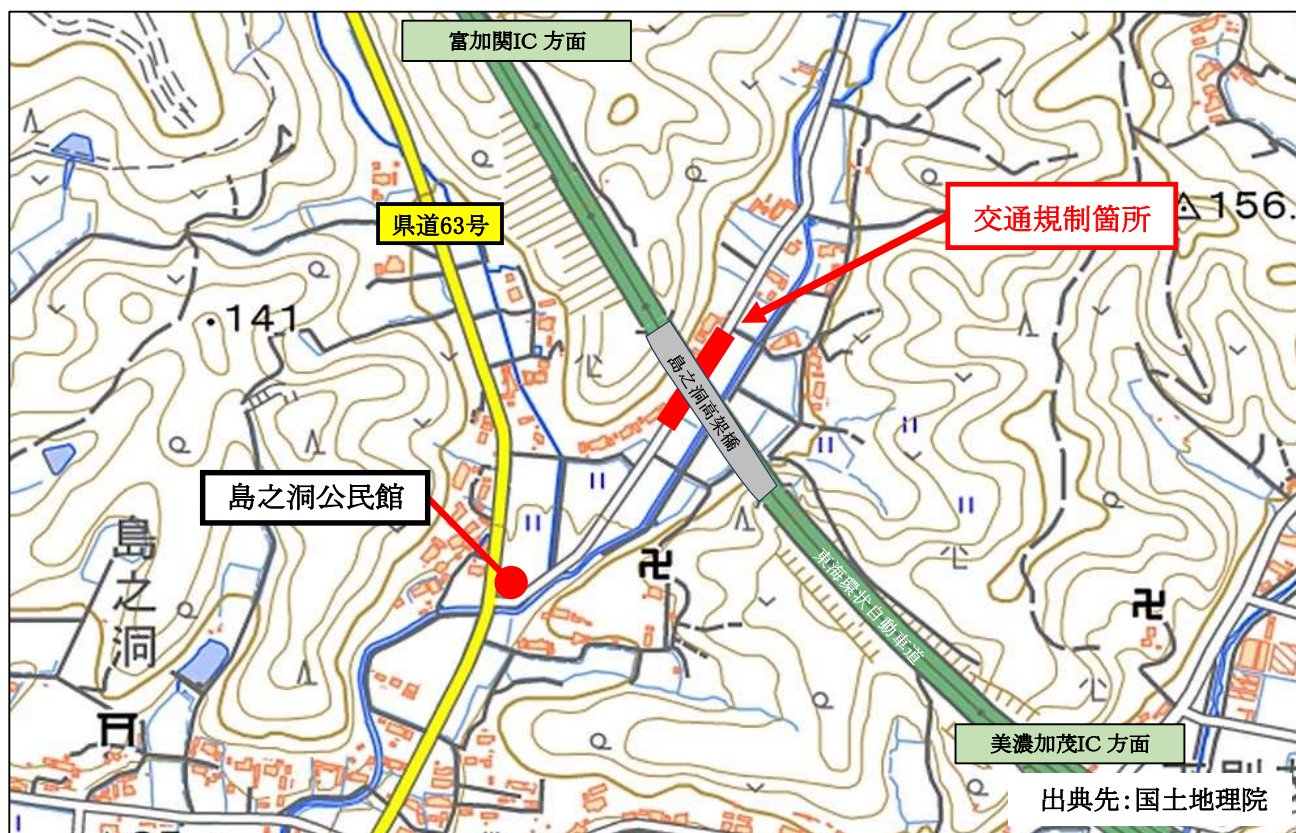 富加関IC 方面
県道63号
交通規制箇所
156.
141
島之洞高架橋
島之洞公民館
島之洞
東海環状自動車道
美濃加茂IC 方面
出典先:国土地理院